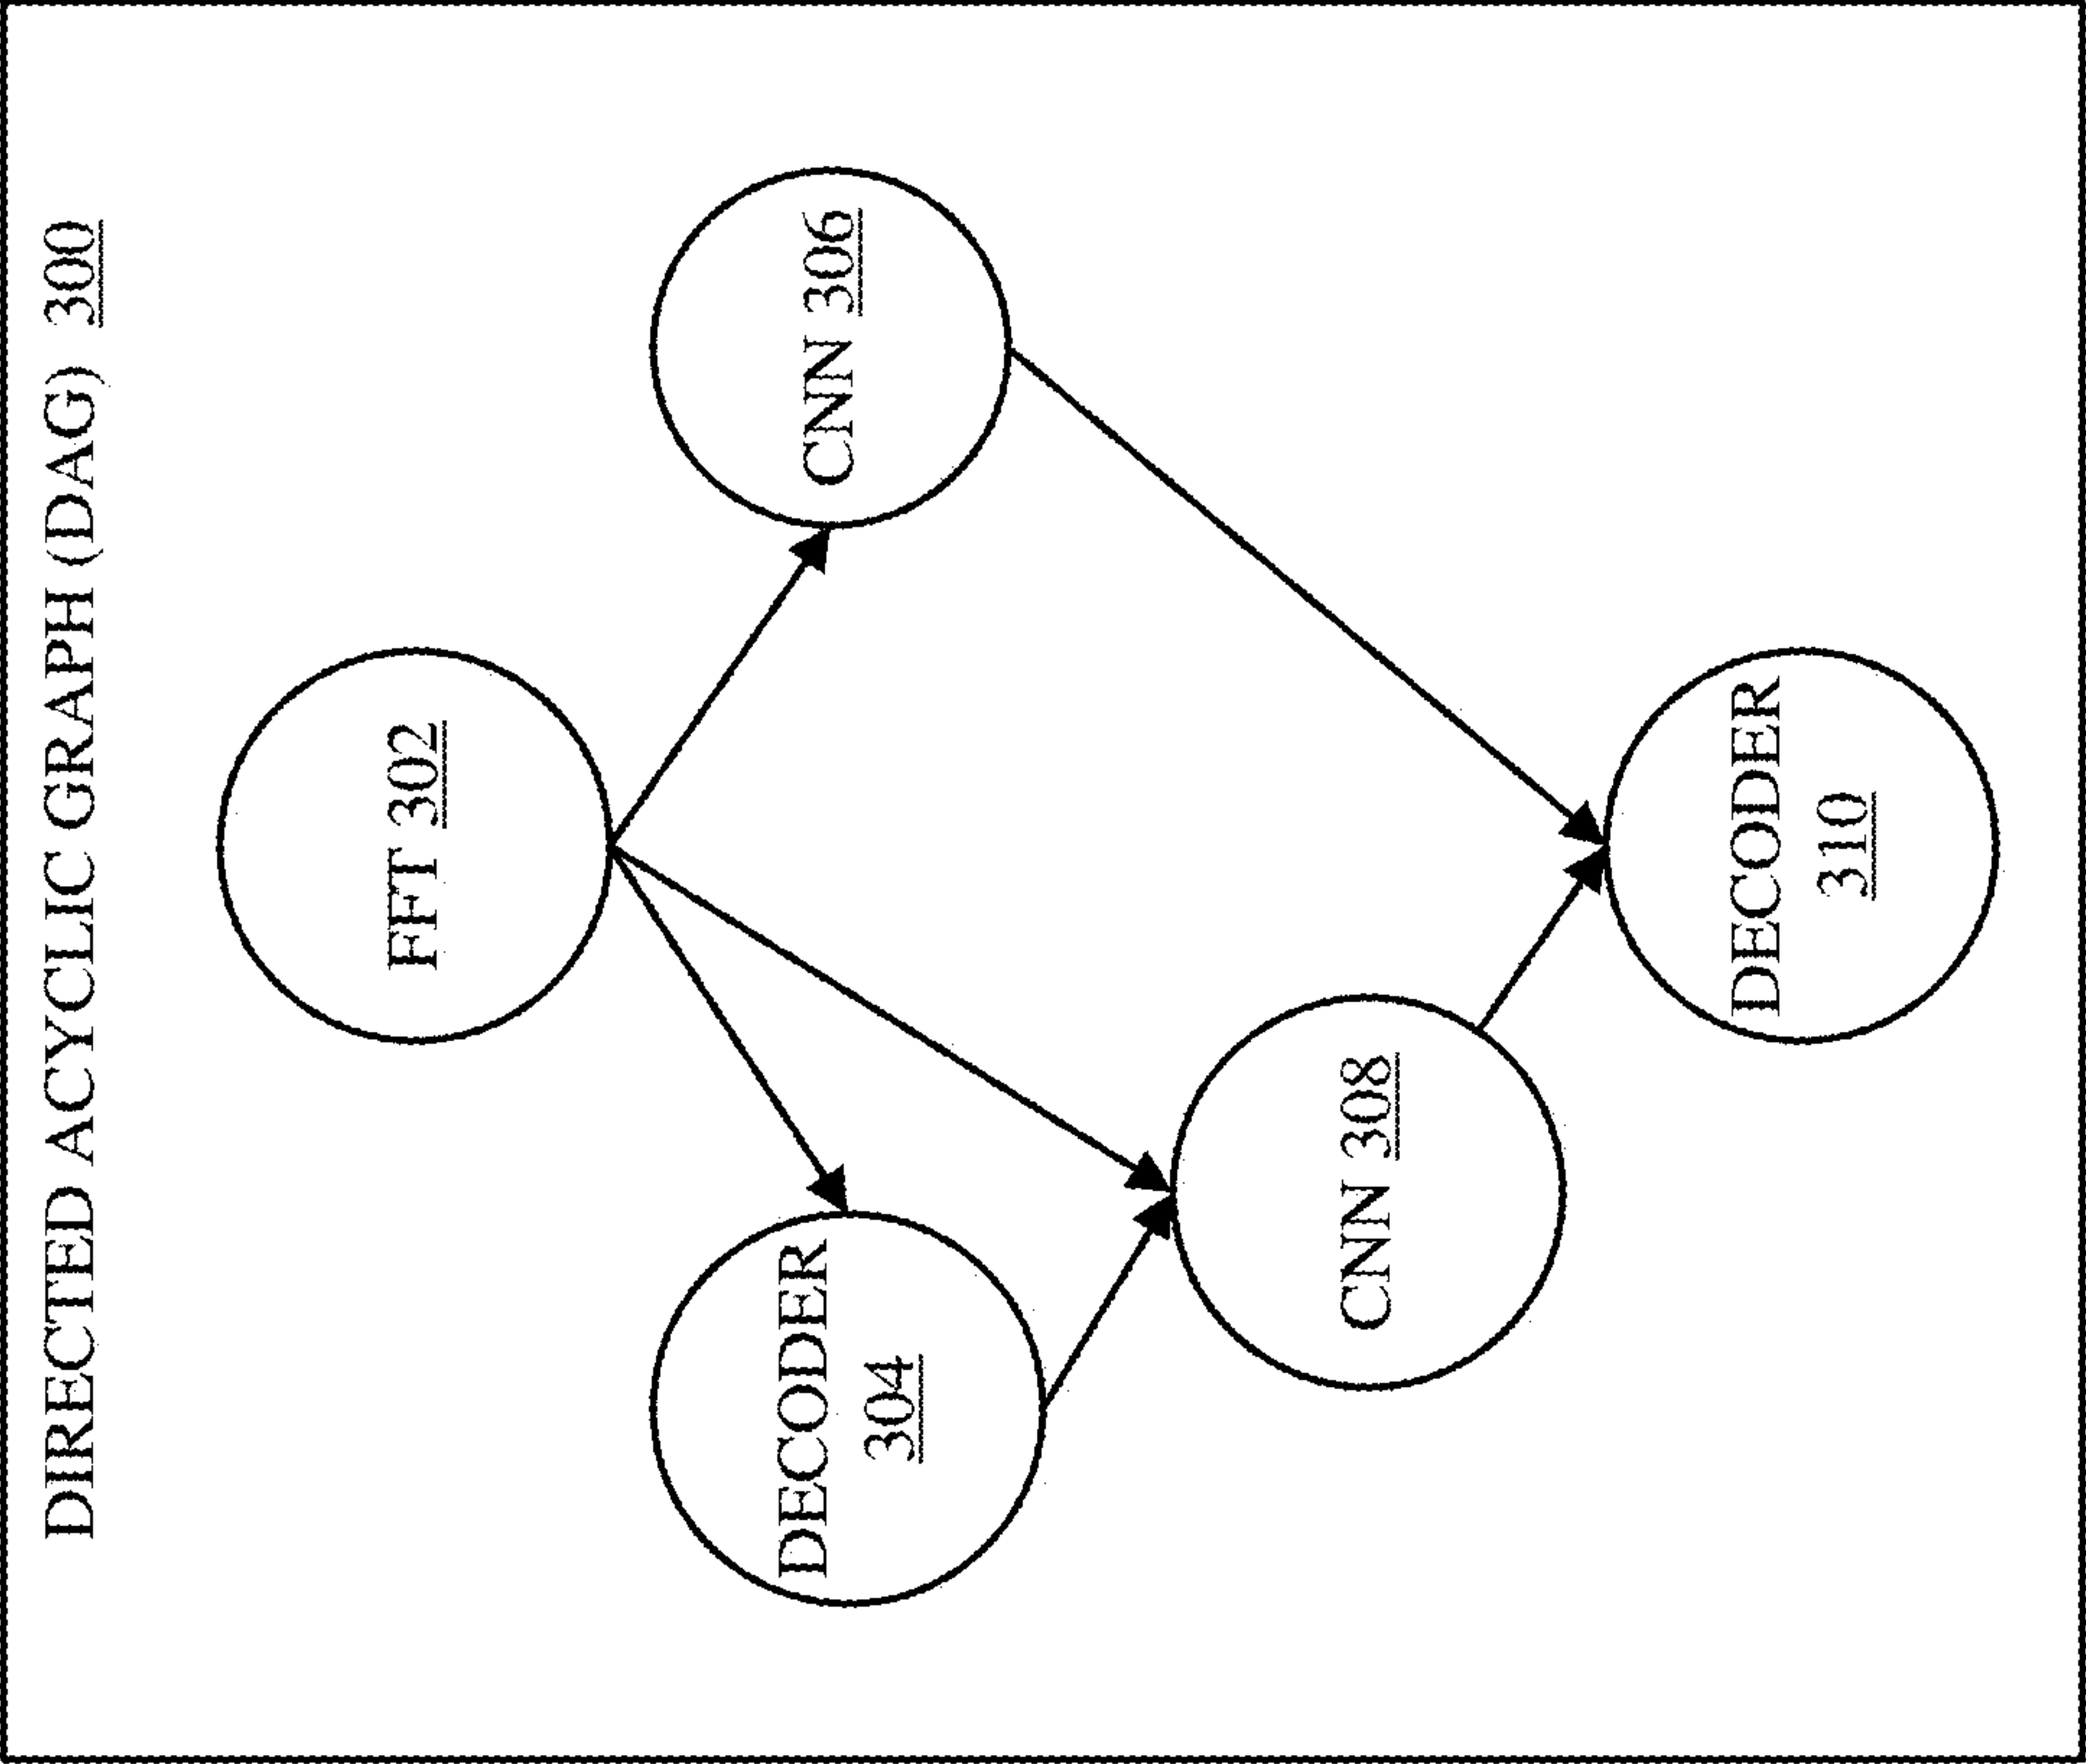 DIRECTED ACYCLIC GRAPH (DAG) 300
FFT 302
DECODER
304
CNN 306
CNN 308
DECODER
310